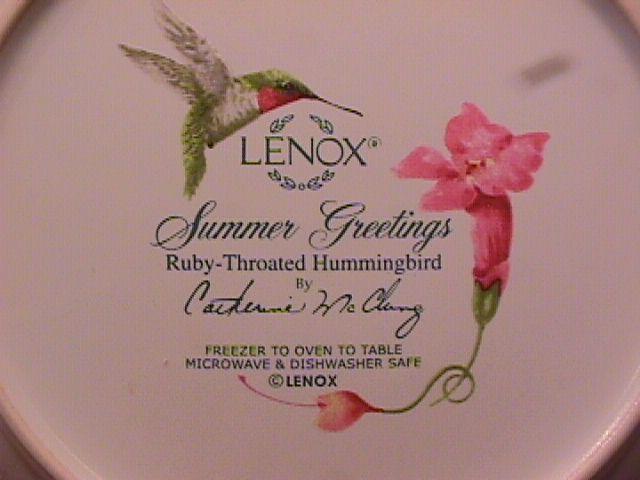 LENOX®
Summer Greetings
Ruby-Throated Hummingbird
By
Catherine McClung
FREEZER TO OVEN TO TABLE
MICROWAVE & DISHWASHER SAFE
©LENOX